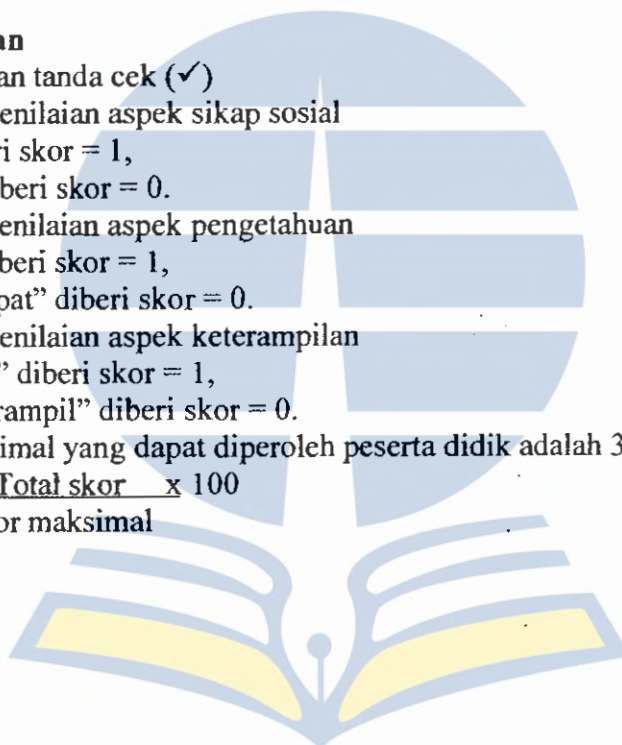 an
an tanda cek (✓)
enilaian aspek sikap sosial
i skor = 1,
beri skor = 0.
enilaian aspek pengetahuan
beri skor = 1,
pat” diberi skor = 0.
enilaian aspek keterampilan
” diberi skor = 1,
rampil” diberi skor = 0.
imal yang dapat diperoleh peserta didik adalah 3
Total skor x 100
or maksimal